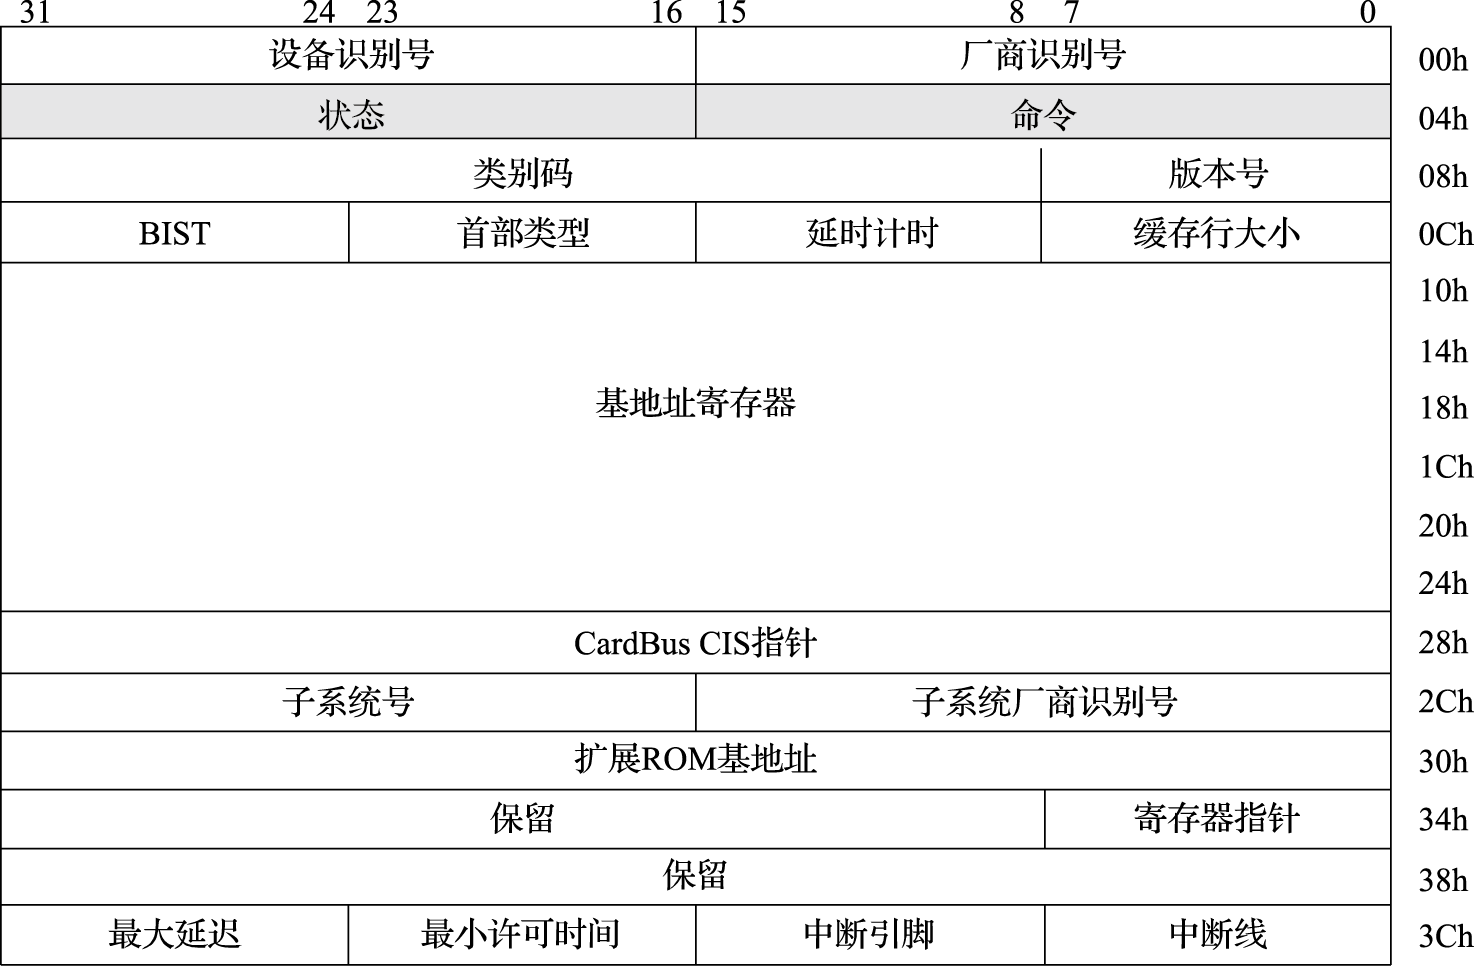 31 24 23 16 15 8 7 0
设备识别号 厂商识别号 00h
状态 命令 04h
类别码 版本号 08h
BIST 首部类型 延时计时 缓存行大小 0Ch
10h
14h
基地址寄存器 18h
1Ch
20h
24h
CardBus CIS指针 28h
子系统号 子系统厂商识别号 2Ch
扩展ROM基地址 30h
保留 寄存器指针 34h
保留 38h
最大延迟 最小许可时间 中断引脚 中断线 3Ch